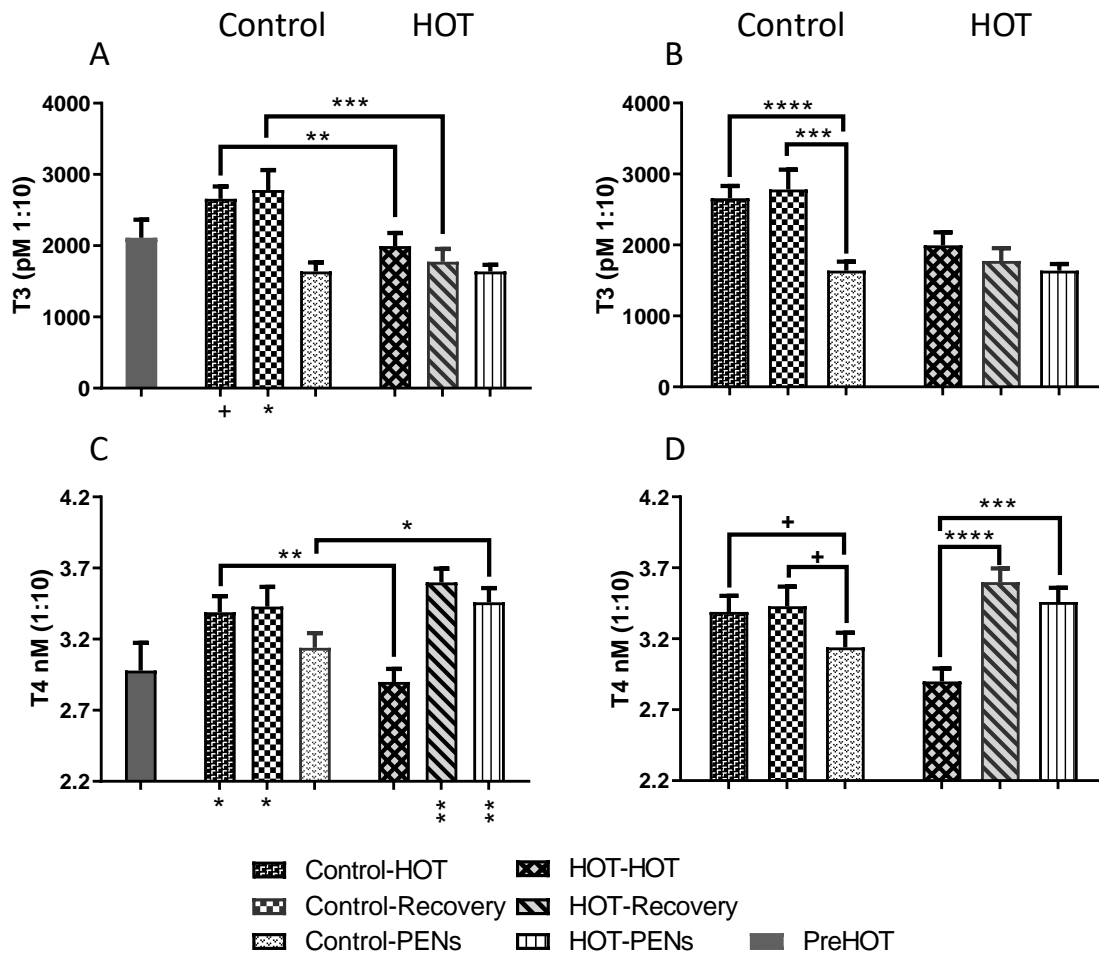 Control HOT
A
T3 (pM 1:10)
4000
3000
2000
1000
0
***
**
+ *
Control HOT
B
T3 (pM 1:10)
4000
3000
2000
1000
0
****
***
C
T4 nM (1:10)
4.2
3.7
3.2
2.7
2.2
*
**
* * ** **
D
T4 nM (1:10)
4.2
3.7
3.2
2.7
2.2
+
+
***
****
Control-HOT HOT-HOT
Control-Recovery HOT-Recovery
Control-PENs HOT-PENs PreHOT